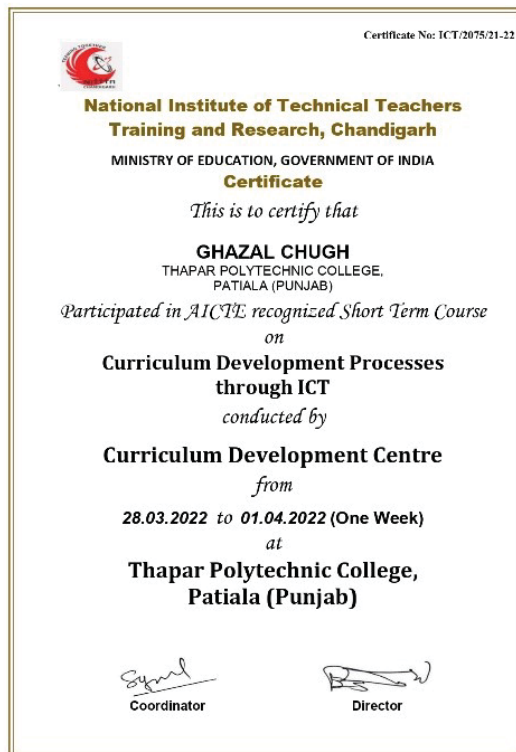 Certificate No: ICT/2075/21-22
National Institute of Technical Teachers
Training and Research, Chandigarh
MINISTRY OF EDUCATION, GOVERNMENT OF INDIA
Certificate
This is to certify that
GHAZAL CHUGH
THAPAR POLYTECHNIC COLLEGE,
PATIALA (PUNJAB)
Participated in AICTE recognized Short Term Course
on
Curriculum Development Processes
through ICT
conducted by
Curriculum Development Centre
from
28.03.2022 to 01.04.2022 (One Week)
at
Thapar Polytechnic College,
Patiala (Punjab)
Coordinator
Director